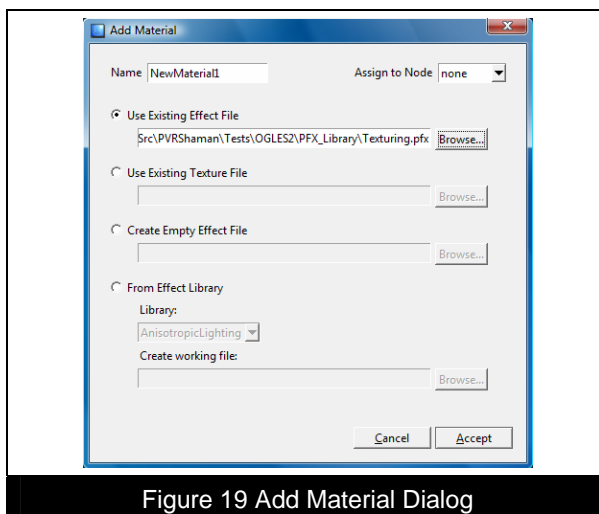 Add Material
Name NewMaterial1 Assign to Node none
Use Existing Effect File
Src\PVRShaman\Tests\OGLES2\PFX_Library\Texturing.pfx Browse...
Use Existing Texture File
Browse...
Create Empty Effect File
Browse...
From Effect Library
Library:
AnisotropicLighting
Create working file:
Browse...
Cancel Accept
Figure 19 Add Material Dialog